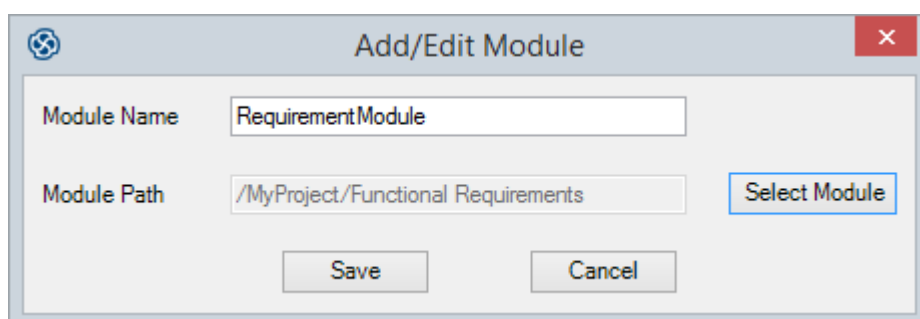 Add/Edit Module
Module Name RequirementModule
Module Path /MyProject/Functional Requirements Select Module
Save Cancel